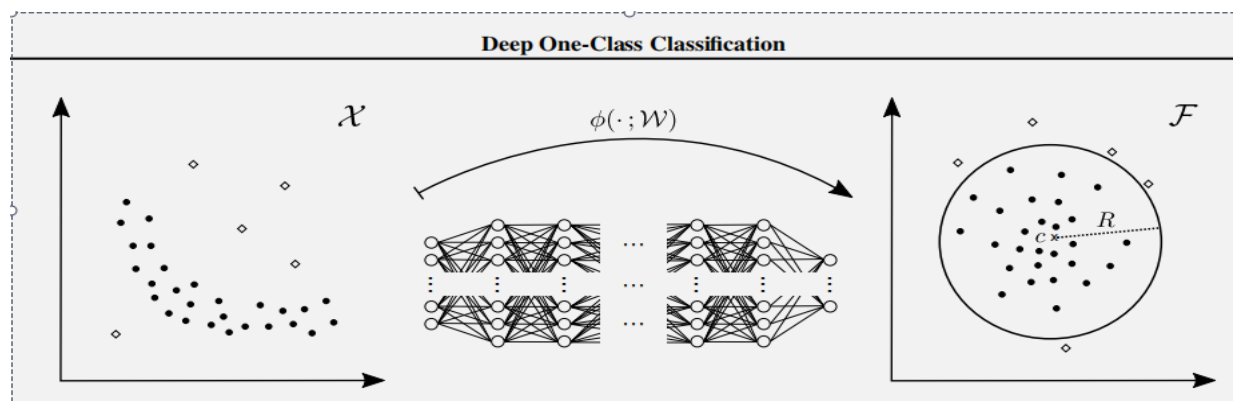 Deep One-Class Classification
𝒳
ϕ(· ; 𝒲)
ℱ
R
c